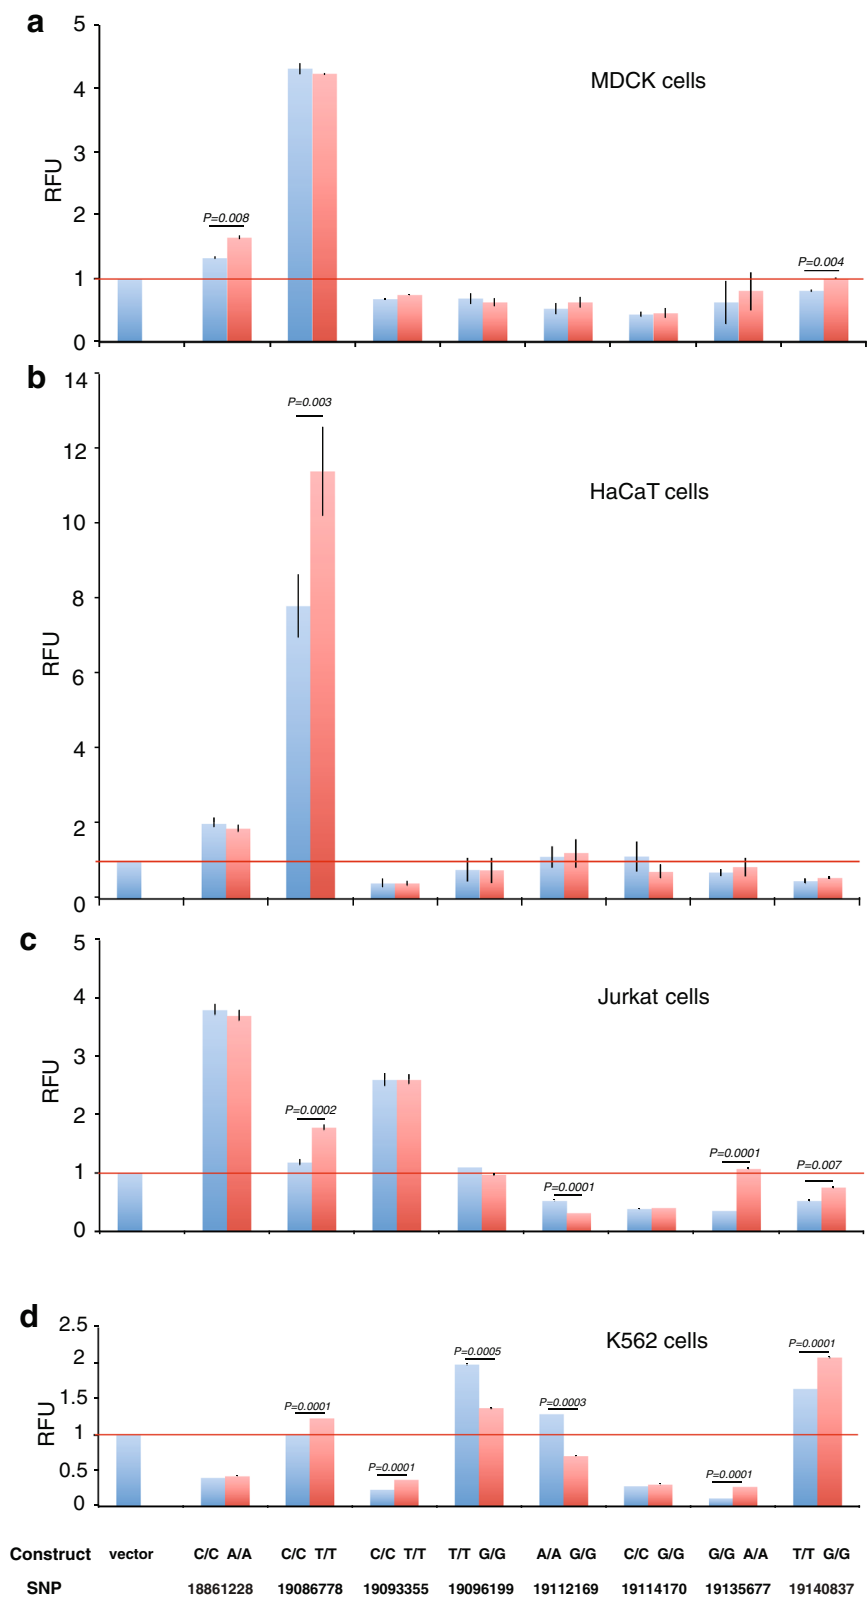 a
5
4
3
2
1
0
RFU
MDCK cells
P=0.008
P=0.004
b
14
12
10
8
6
4
2
0
RFU
HaCaT cells
P=0.003
c
5
4
3
2
1
0
RFU
Jurkat cells
P=0.0002
P=0.0001
P=0.0001
P=0.007
d
2.5
2
1.5
1
0.5
0
RFU
K562 cells
P=0.0001
P=0.0001
P=0.0005
P=0.0003
P=0.0001
P=0.0001
Construct vector C/C A/A C/C T/T C/C T/T T/T G/G A/A G/G C/C G/G G/G A/A T/T G/G
SNP 18861228 19086778 19093355 19096199 19112169 19114170 19135677 19140837